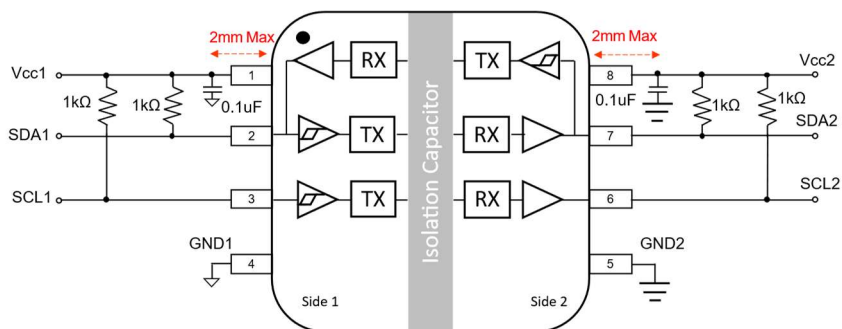 2mm Max
2mm Max
Vcc1
1
RX
TX
8
Vcc2
1kΩ
1kΩ
0.1uF
0.1uF
1kΩ
1kΩ
SDA1
2
TX
RX
7
SDA2
SCL1
3
TX
RX
6
SCL2
Isolation Capacitor
GND1
4
5
GND2
Side 1
Side 2